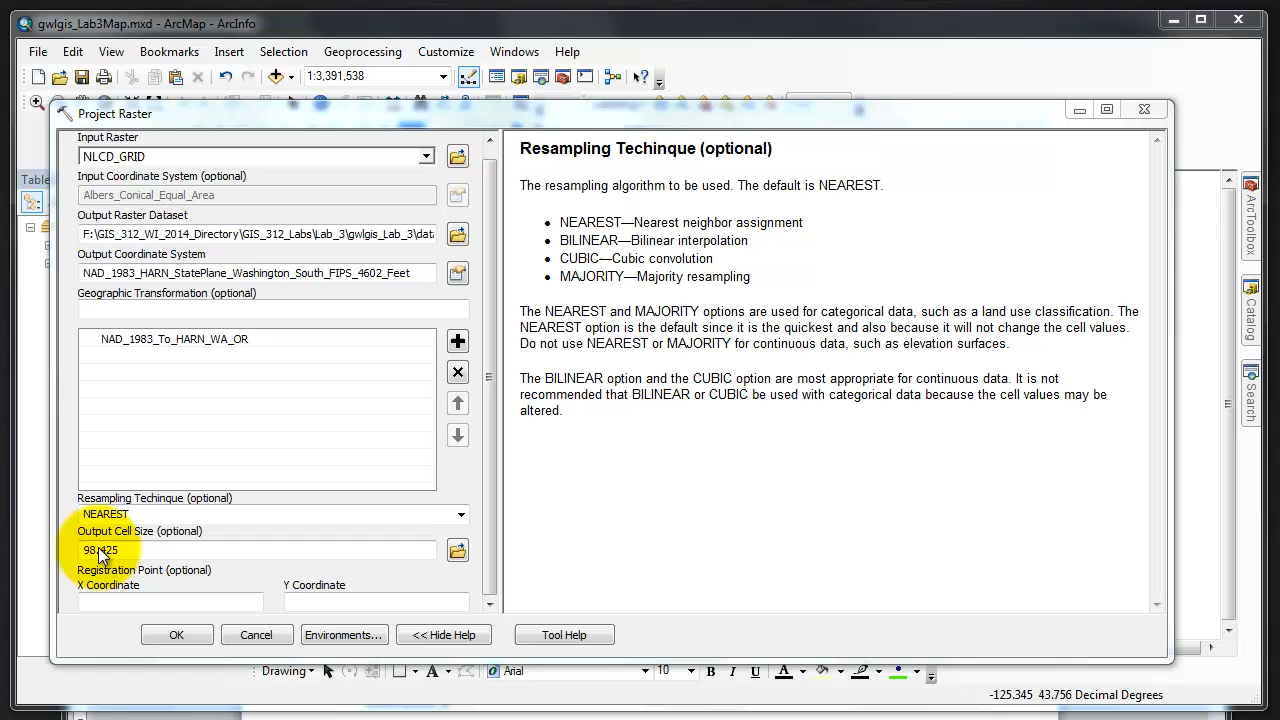 gwlgis_Lab3Map.mxd - ArcMap - ArcInfo
File Edit View Bookmarks Insert Selection Geoprocessing Customize Windows Help
1:3,391,538
Project Raster
Input Raster
NLCD_GRID
Input Coordinate System (optional)
Albers_Conical_Equal_Area
Output Raster Dataset
F:\GIS_312_WI_2014_Directory\GIS_312_Labs\Lab_3\gwlgis_Lab_3\data
Output Coordinate System
NAD_1983_HARN_StatePlane_Washington_South_FIPS_4602_Feet
Geographic Transformation (optional)
NAD_1983_To_HARN_WA_OR
Resampling Techinque (optional)
NEAREST
Output Cell Size (optional)
98.425
Registration Point (optional)
X Coordinate Y Coordinate
OK Cancel Environments... << Hide Help Tool Help
Resampling Techinque (optional)
The resampling algorithm to be used. The default is NEAREST.
• NEAREST—Nearest neighbor assignment
• BILINEAR—Bilinear interpolation
• CUBIC—Cubic convolution
• MAJORITY—Majority resampling
The NEAREST and MAJORITY options are used for categorical data, such as a land use classification. The
NEAREST option is the default since it is the quickest and also because it will not change the cell values.
Do not use NEAREST or MAJORITY for continuous data, such as elevation surfaces.
The BILINEAR option and the CUBIC option are most appropriate for continuous data. It is not
recommended that BILINEAR or CUBIC be used with categorical data because the cell values may be
altered.
Table
ArcToolbox
Catalog
Search
Drawing A Arial 10 B I U A
-125.345 43.756 Decimal Degrees